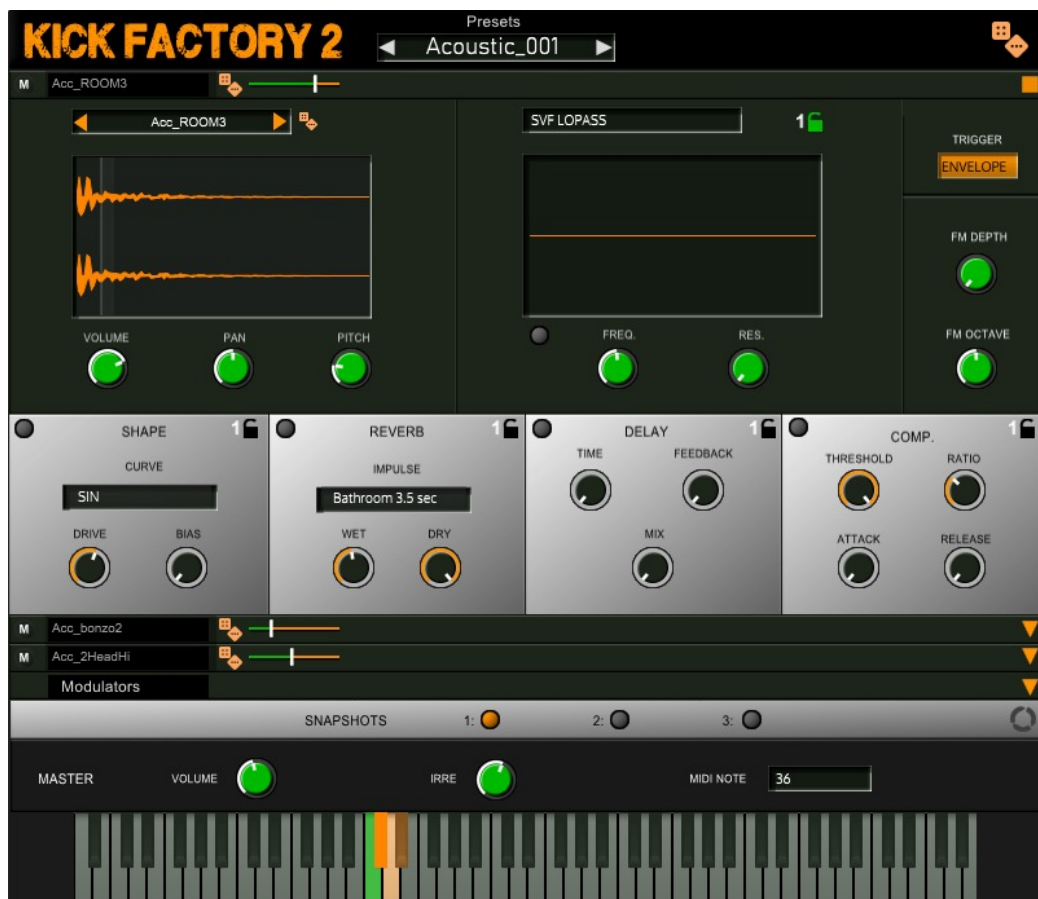 Presets
KICK FACTORY 2
Acoustic_001
M Acc_ROOM3
Acc_ROOM3
SVF LOPASS
1
TRIGGER
ENVELOPE
FM DEPTH
VOLUME PAN PITCH
FREQ. RES.
FM OCTAVE
SHAPE 1
CURVE
SIN
DRIVE BIAS
REVERB 1
IMPULSE
Bathroom 3.5 sec
WET DRY
DELAY 1
TIME FEEDBACK
MIX
COMP. 1
THRESHOLD RATIO
ATTACK RELEASE
M Acc_bonzo2
M Acc_2HeadHi
Modulators
SNAPSHOTS 1: 2: 3:
MASTER VOLUME IRRE MIDI NOTE 36